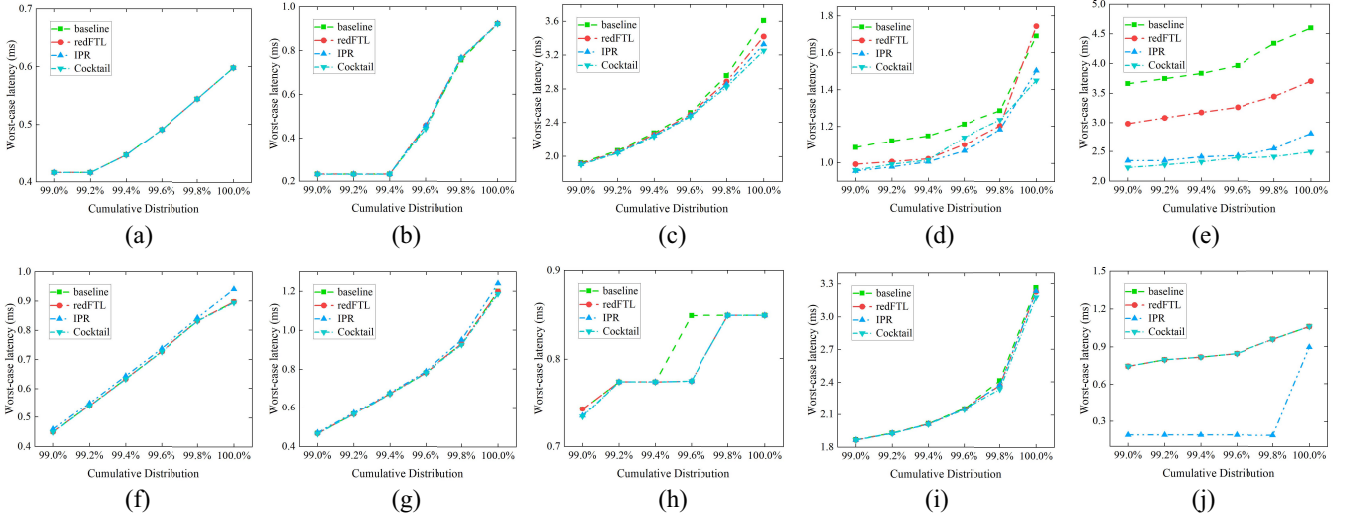 0.7
0.6
0.5
0.4
Worst-case latency (ms)
baseline
redFTL
IPR
Cocktail
99.0% 99.2% 99.4% 99.6% 99.8% 100.0%
Cumulative Distribution
(a)
1.0
0.8
0.6
0.4
0.2
Worst-case latency (ms)
baseline
redFTL
IPR
Cocktail
99.0% 99.2% 99.4% 99.6% 99.8% 100.0%
Cumulative Distribution
(b)
3.6
3.2
2.8
2.4
2.0
Worst-case latency (ms)
baseline
redFTL
IPR
Cocktail
99.0% 99.2% 99.4% 99.6% 99.8% 100.0%
Cumulative Distribution
(c)
1.8
1.6
1.4
1.2
1.0
Worst-case latency (ms)
baseline
redFTL
IPR
Cocktail
99.0% 99.2% 99.4% 99.6% 99.8% 100.0%
Cumulative Distribution
(d)
5.0
4.5
4.0
3.5
3.0
2.5
2.0
Worst-case latency (ms)
baseline
redFTL
IPR
Cocktail
99.0% 99.2% 99.4% 99.6% 99.8% 100.0%
Cumulative Distribution
(e)
1.0
0.9
0.8
0.7
0.6
0.5
0.4
Worst-case latency (ms)
baseline
redFTL
IPR
Cocktail
99.0% 99.2% 99.4% 99.6% 99.8% 100.0%
Cumulative Distribution
(f)
1.2
1.0
0.8
0.6
0.4
Worst-case latency (ms)
baseline
redFTL
IPR
Cocktail
99.0% 99.2% 99.4% 99.6% 99.8% 100.0%
Cumulative Distribution
(g)
0.9
0.8
0.7
Worst-case latency (ms)
baseline
redFTL
IPR
Cocktail
99.0% 99.2% 99.4% 99.6% 99.8% 100.0%
Cumulative Distribution
(h)
3.3
3.0
2.7
2.4
2.1
1.8
Worst-case latency (ms)
baseline
redFTL
IPR
Cocktail
99.0% 99.2% 99.4% 99.6% 99.8% 100.0%
Cumulative Distribution
(i)
1.5
1.2
0.9
0.6
0.3
Worst-case latency (ms)
baseline
redFTL
IPR
Cocktail
99.0% 99.2% 99.4% 99.6% 99.8% 100.0%
Cumulative Distribution
(j)